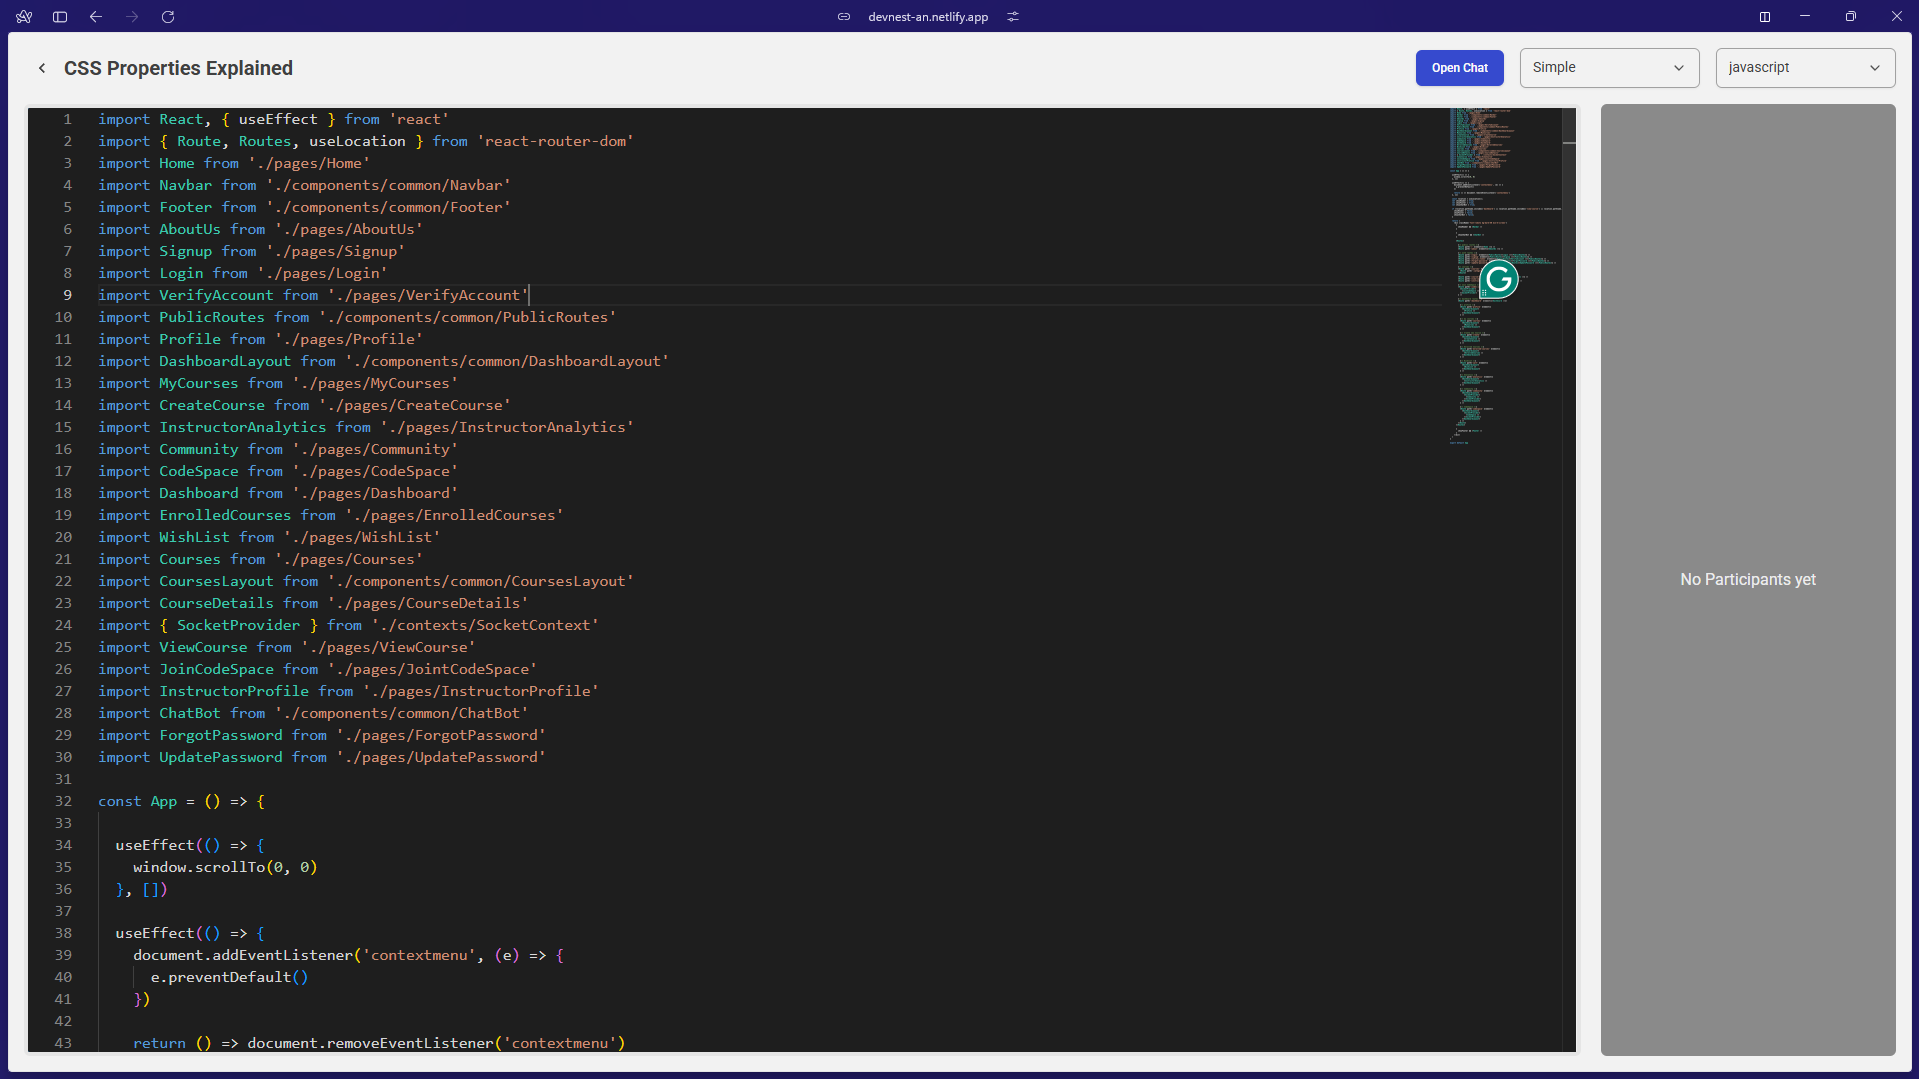 devnest-an.netlify.app
CSS Properties Explained
Open Chat
Simple
javascript
1 import React, { useEffect } from 'react'
2 import { Route, Routes, useLocation } from 'react-router-dom'
3 import Home from './pages/Home'
4 import Navbar from './components/common/Navbar'
5 import Footer from './components/common/Footer'
6 import AboutUs from './pages/AboutUs'
7 import Signup from './pages/Signup'
8 import Login from './pages/Login'
9 import VerifyAccount from './pages/VerifyAccount'
10 import PublicRoutes from './components/common/PublicRoutes'
11 import Profile from './pages/Profile'
12 import DashboardLayout from './components/common/DashboardLayout'
13 import MyCourses from './pages/MyCourses'
14 import CreateCourse from './pages/CreateCourse'
15 import InstructorAnalytics from './pages/InstructorAnalytics'
16 import Community from './pages/Community'
17 import CodeSpace from './pages/CodeSpace'
18 import Dashboard from './pages/Dashboard'
19 import EnrolledCourses from './pages/EnrolledCourses'
20 import WishList from './pages/WishList'
21 import Courses from './pages/Courses'
22 import CoursesLayout from './components/common/CoursesLayout'
23 import CourseDetails from './pages/CourseDetails'
24 import { SocketProvider } from './contexts/SocketContext'
25 import ViewCourse from './pages/ViewCourse'
26 import JoinCodeSpace from './pages/JointCodeSpace'
27 import InstructorProfile from './pages/InstructorProfile'
28 import ChatBot from './components/common/ChatBot'
29 import ForgotPassword from './pages/ForgotPassword'
30 import UpdatePassword from './pages/UpdatePassword'
31
32 const App = () => {
33
34 useEffect(() => {
35 window.scrollTo(0, 0)
36 }, [])
37
38 useEffect(() => {
39 document.addEventListener('contextmenu', (e) => {
40 e.preventDefault()
41 })
42
43 return () => document.removeEventListener('contextmenu')
No Participants yet